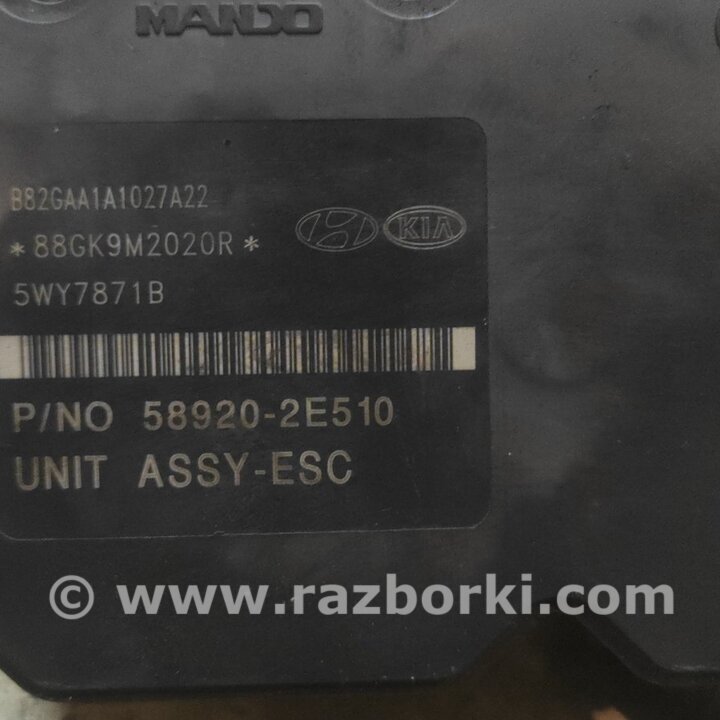 MANDO
B82GAA1A1027A22
*88GK9M2020R*
KIA
5WY7871B
P/NO 58920-2E510
UNIT ASSY-ESC
© www.razborki.com